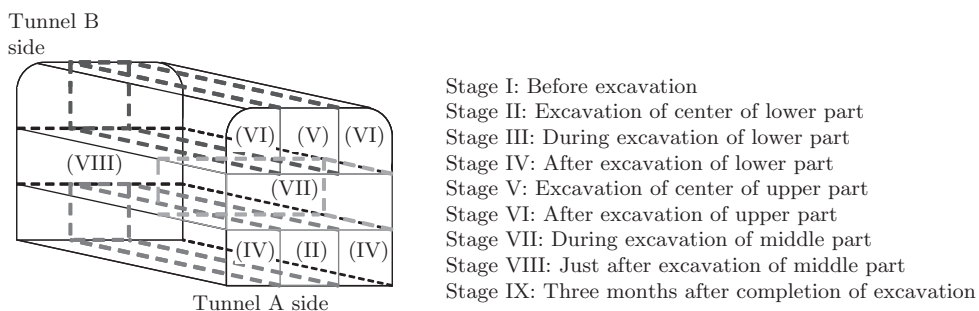 Tunnel B
side
Stage I: Before excavation
Stage II: Excavation of center of lower part
(VI) (V) (VI)
Stage III: During excavation of lower part
(VIII)
Stage IV: After excavation of lower part
(VII)
Stage V: Excavation of center of upper part
Stage VI: After excavation of upper part
Stage VII: During excavation of middle part
(IV) (II) (IV)
Stage VIII: Just after excavation of middle part
Stage IX: Three months after completion of excavation
Tunnel A side